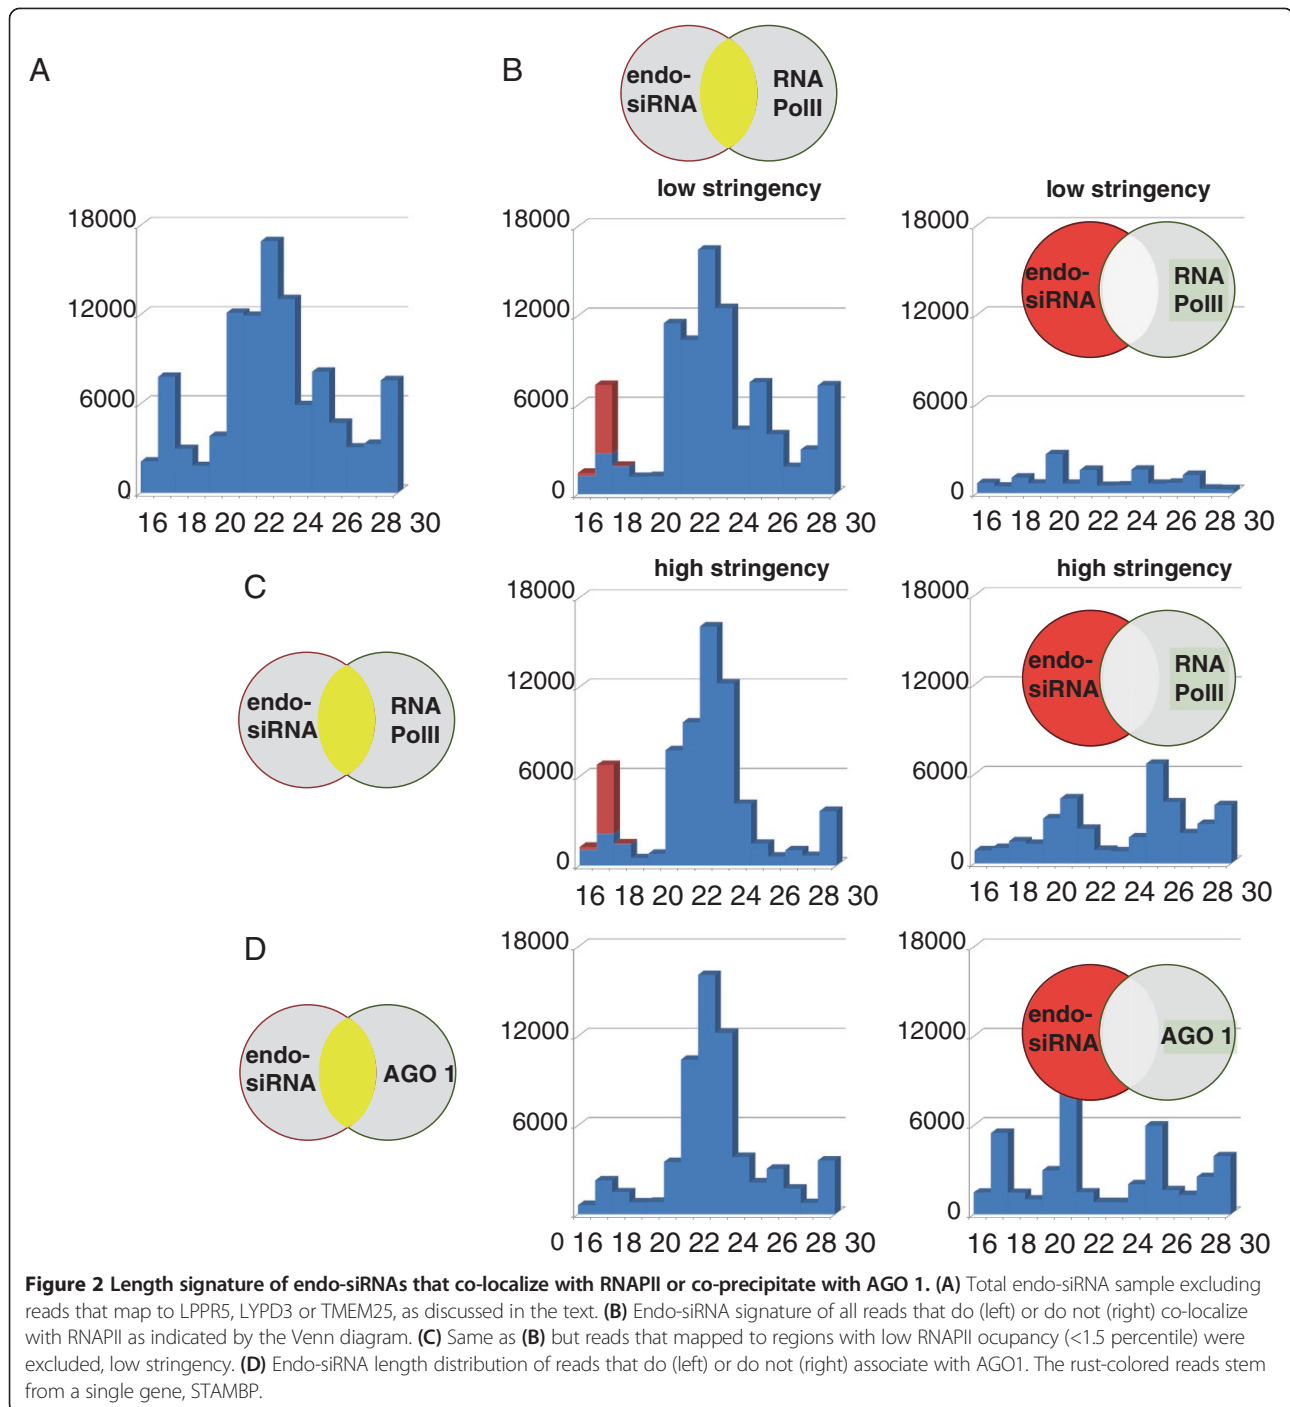 A
B
endo-
siRNA
RNA
PolII
low stringency
low stringency
18000
12000
6000
0
16 18 20 22 24 26 28 30
18000
12000
6000
0
16 18 20 22 24 26 28 30
18000
12000
6000
0
endo-
siRNA
RNA
PolII
16 18 20 22 24 26 28 30
C
endo-
siRNA
RNA
PolII
high stringency
high stringency
18000
12000
6000
0
16 18 20 22 24 26 28 30
18000
12000
6000
0
endo-
siRNA
RNA
PolII
16 18 20 22 24 26 28 30
D
endo-
siRNA
AGO 1
18000
12000
6000
0
0 16 18 20 22 24 26 28 30
18000
12000
6000
0
endo-
siRNA
AGO 1
16 18 20 22 24 26 28 30
Figure 2 Length signature of endo-siRNAs that co-localize with RNAPII or co-precipitate with AGO 1. (A) Total endo-siRNA sample excluding
reads that map to LPPR5, LYPD3 or TMEM25, as discussed in the text. (B) Endo-siRNA signature of all reads that do (left) or do not (right) co-localize
with RNAPII as indicated by the Venn diagram. (C) Same as (B) but reads that mapped to regions with low RNAPII ocupancy (<1.5 percentile) were
excluded, low stringency. (D) Endo-siRNA length distribution of reads that do (left) or do not (right) associate with AGO1. The rust-colored reads stem
from a single gene, STAMBP.